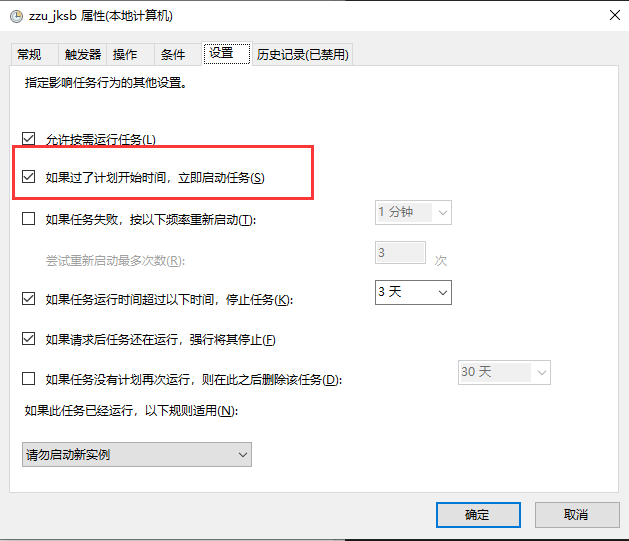 zzu_jksb 属性(本地计算机)
常规 触发器 操作 条件 设置 历史记录(已禁用)
指定影响任务行为的其他设置。
允许按需运行任务(L)
如果过了计划开始时间，立即启动任务(S)
如果任务失败，按以下频率重新启动(T): 1 分钟
尝试重新启动最多次数(R): 3 次
如果任务运行时间超过以下时间，停止任务(K): 3 天
如果请求后任务还在运行，强行将其停止(F)
如果任务没有计划再次运行，则在此之后删除该任务(D): 30 天
如果此任务已经运行，以下规则适用(N):
请勿启动新实例
确定 取消